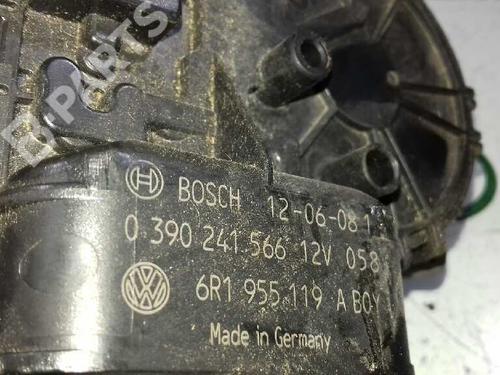 B PARTS
BOSCH 12-06-08 1
0 390 241 566 12V 058
6R1 955 119 A BOY
Made in Germany